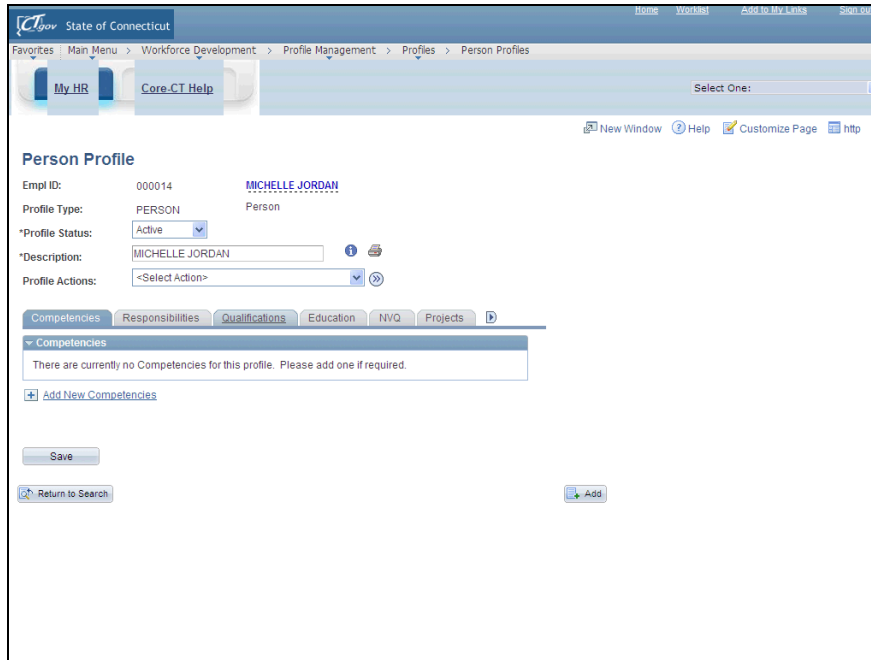 Home Worklist Add to My Links Sign ou
CT.gov State of Connecticut
Favorites Main Menu > Workforce Development > Profile Management > Profiles > Person Profiles
My HR Core-CT Help
Select One:
New Window Help Customize Page http
Person Profile
Empl ID: 000014 MICHELLE JORDAN
Profile Type: PERSON Person
*Profile Status: Active
*Description: MICHELLE JORDAN
Profile Actions: <Select Action>
Competencies Responsibilities Qualifications Education NVQ Projects
Competencies
There are currently no Competencies for this profile. Please add one if required.
Add New Competencies
Save
Return to Search Add